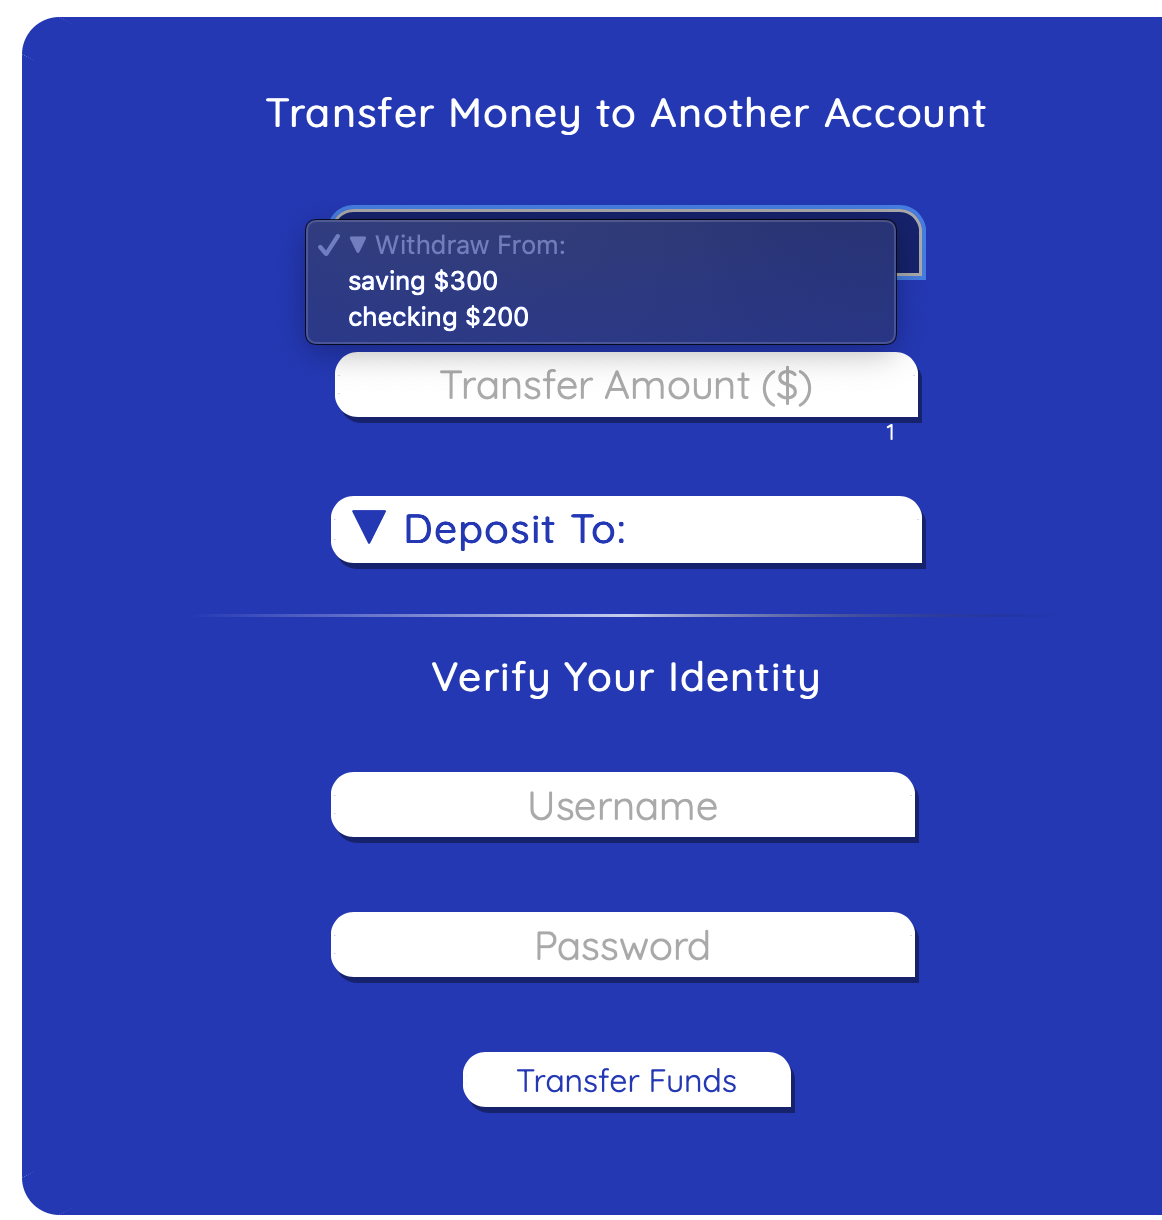 Transfer Money to Another Account
✓ ▼ Withdraw From:
saving $300
checking $200
Transfer Amount ($)
1
▼ Deposit To:
Verify Your Identity
Username
Password
Transfer Funds